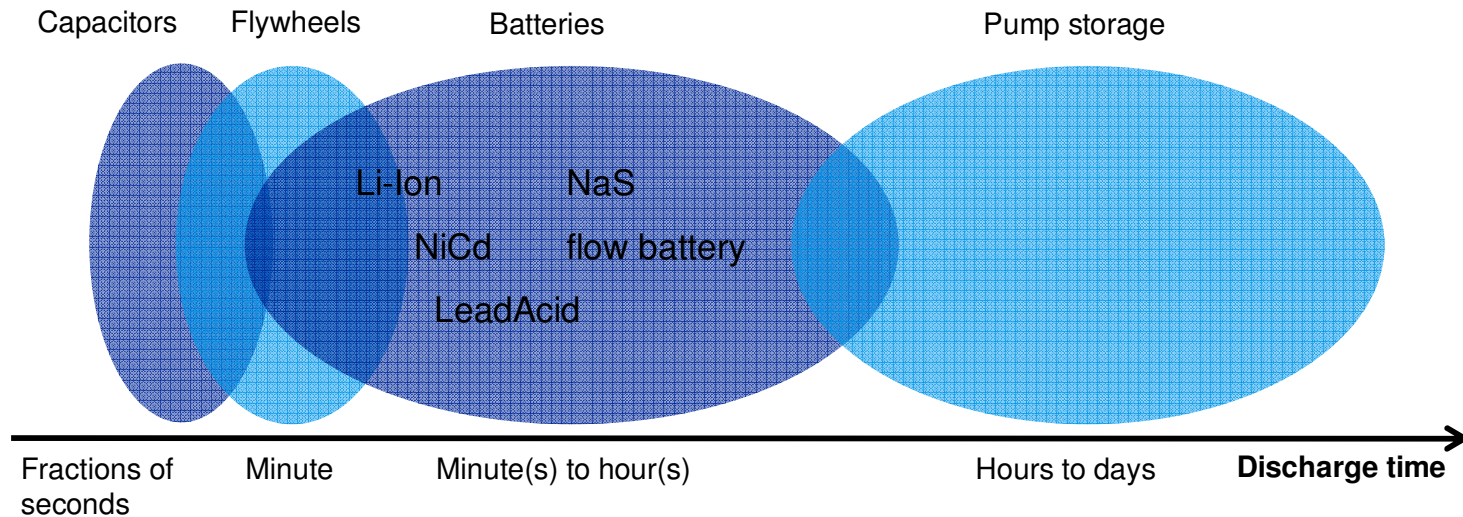 Capacitors
Flywheels
Batteries
Pump storage
Li-Ion
NaS
NiCd
flow battery
LeadAcid
Fractions of
seconds
Minute
Minute(s) to hour(s)
Hours to days
Discharge time